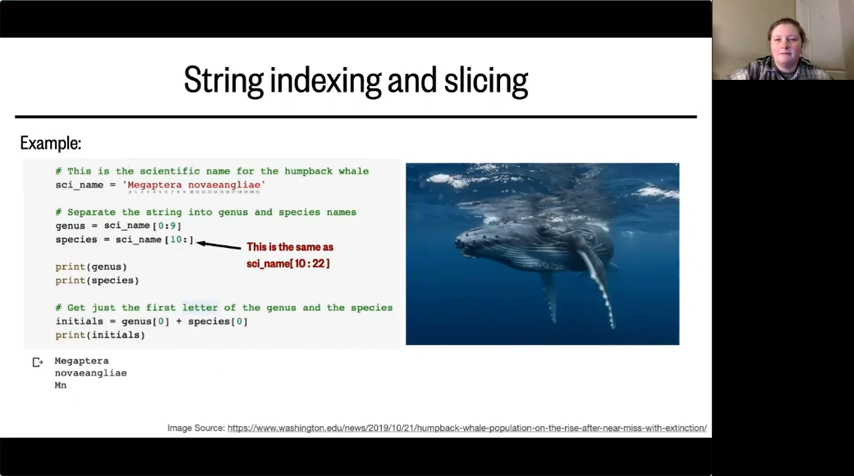 String indexing and slicing
Example:
# This is the scientific name for the humpback whale
sci_name = 'Megaptera novaeangliae'
# Separate the string into genus and species names
genus = sci_name[0:9]
species = sci_name[10:]
This is the same as
sci_name[10:22]
print(genus)
print(species)
# Get just the first letter of the genus and the species
initials = genus[0] + species[0]
print(initials)
Megaptera
novaeangliae
Mn
Image Source: https://www.washington.edu/news/2019/10/21/humpback-whale-population-on-the-rise-after-near-miss-with-extinction/